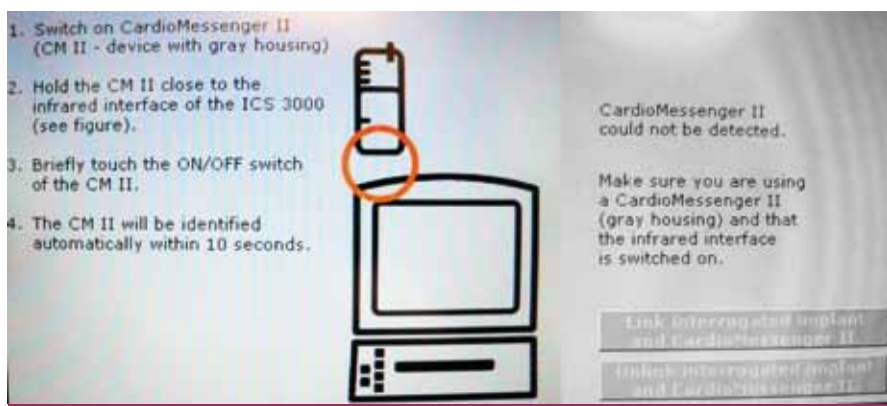 1. Switch on CardioMessenger II
(CM II - device with gray housing)
2. Hold the CM II close to the
infrared interface of the ICS 3000
(see figure).
3. Briefly touch the ON/OFF switch
of the CM II.
4. The CM II will be identified
automatically within 10 seconds.
CardioMessenger II
could not be detected.
Make sure you are using
a CardioMessenger II
(gray housing) and that
the infrared interface
is switched on.
Link interrogated implant
and CardioMessenger II.
Unlink interrogated implant
and CardioMessenger II.